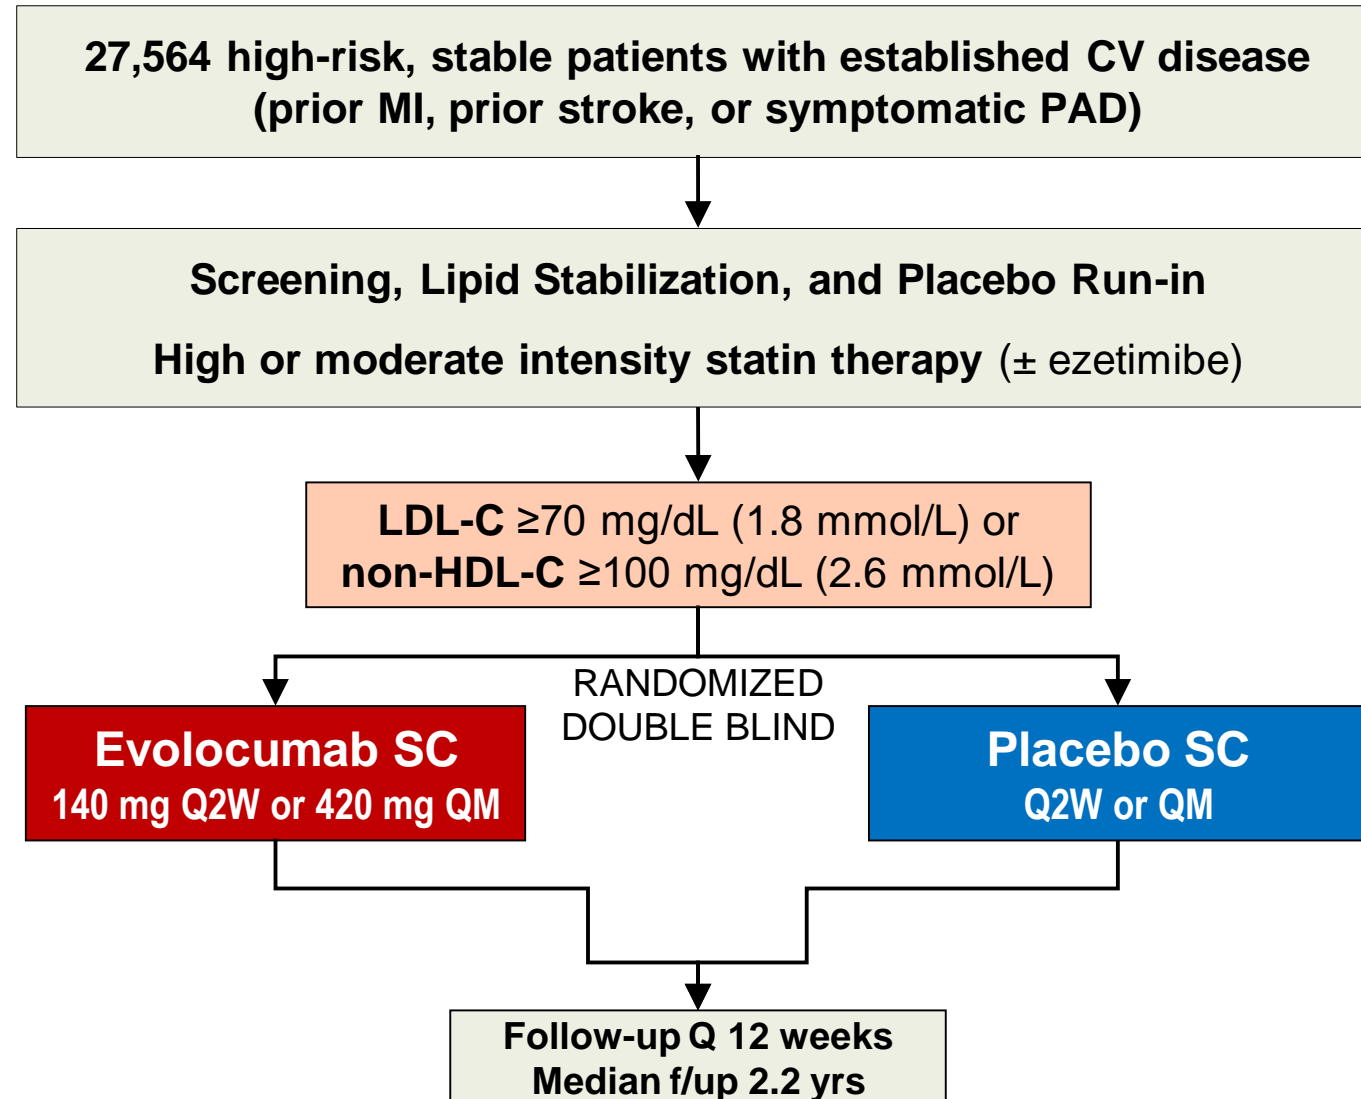 27,564 high-risk, stable patients with established CV disease
(prior MI, prior stroke, or symptomatic PAD)
Screening, Lipid Stabilization, and Placebo Run-in
High or moderate intensity statin therapy (± ezetimibe)
LDL-C ≥70 mg/dL (1.8 mmol/L) or
non-HDL-C ≥100 mg/dL (2.6 mmol/L)
RANDOMIZED
DOUBLE BLIND
Evolocumab SC
140 mg Q2W or 420 mg QM
Placebo SC
Q2W or QM
Follow-up Q 12 weeks
Median f/up 2.2 yrs